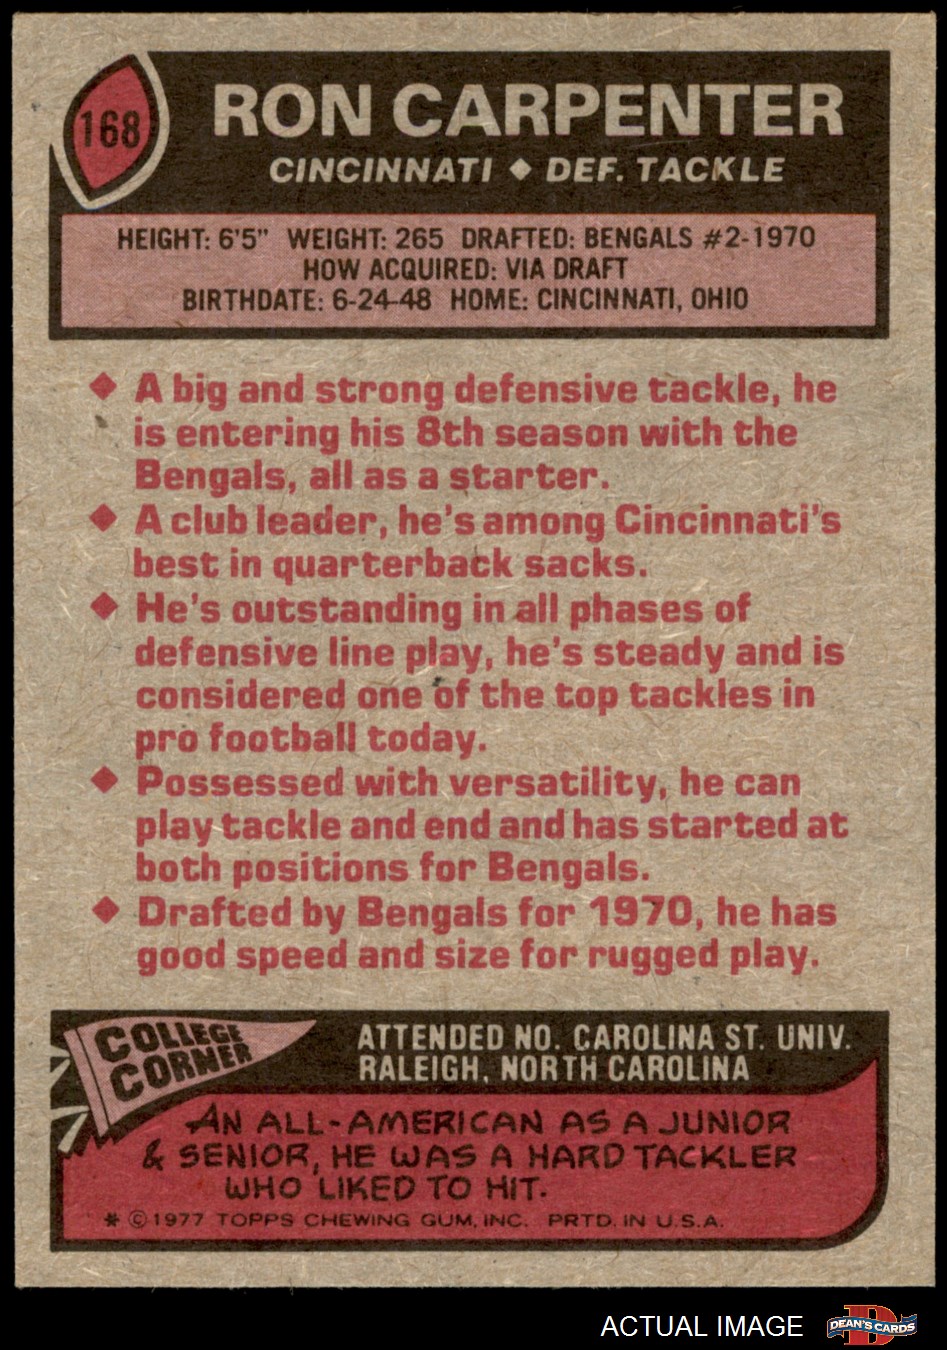 168
RON CARPENTER
CINCINNATI ◆ DEF. TACKLE
HEIGHT: 6'5" WEIGHT: 265 DRAFTED: BENGALS #2-1970
HOW ACQUIRED: VIA DRAFT
BIRTHDATE: 6-24-48 HOME: CINCINNATI, OHIO
◆ A big and strong defensive tackle, he
is entering his 8th season with the
Bengals, all as a starter.
◆ A club leader, he's among Cincinnati's
best in quarterback sacks.
◆ He's outstanding in all phases of
defensive line play, he's steady and is
considered one of the top tackles in
pro football today.
◆ Possessed with versatility, he can
play tackle and end and has started at
both positions for Bengals.
◆ Drafted by Bengals for 1970, he has
good speed and size for rugged play.
COLLEGE
CORNER
ATTENDED NO. CAROLINA ST. UNIV.
RALEIGH, NORTH CAROLINA
AN ALL-AMERICAN AS A JUNIOR
& SENIOR, HE WAS A HARD TACKLER
WHO LIKED TO HIT.
* © 1977 TOPPS CHEWING GUM, INC. PRTD. IN U.S.A.
ACTUAL IMAGE
D
DEAN'S CARDS